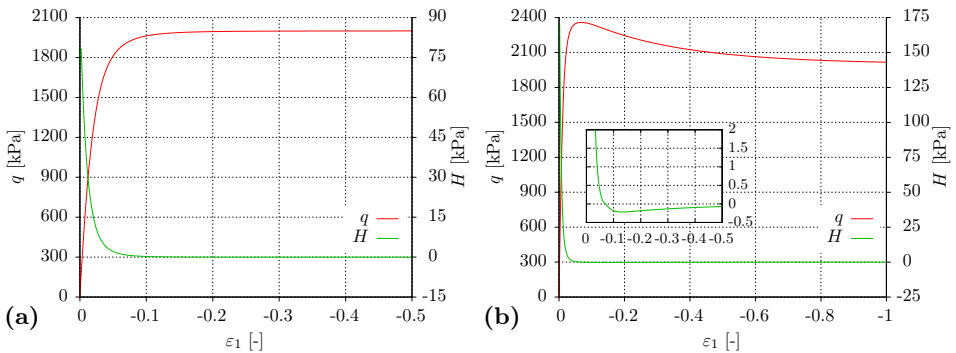 2100
1800
1500
1200
900
600
300
0
q [kPa]
90
75
60
45
30
15
0
-15
H [kPa]
q
H
0 -0.1 -0.2 -0.3 -0.4 -0.5
ε1 [-]
(a)
2400
2100
1800
1500
1200
900
600
300
0
q [kPa]
175
150
125
100
75
50
25
0
-25
H [kPa]
2
1.5
1
0.5
0
-0.5
0 -0.1 -0.2 -0.3 -0.4 -0.5
q
H
0 -0.2 -0.4 -0.6 -0.8 -1
ε1 [-]
(b)